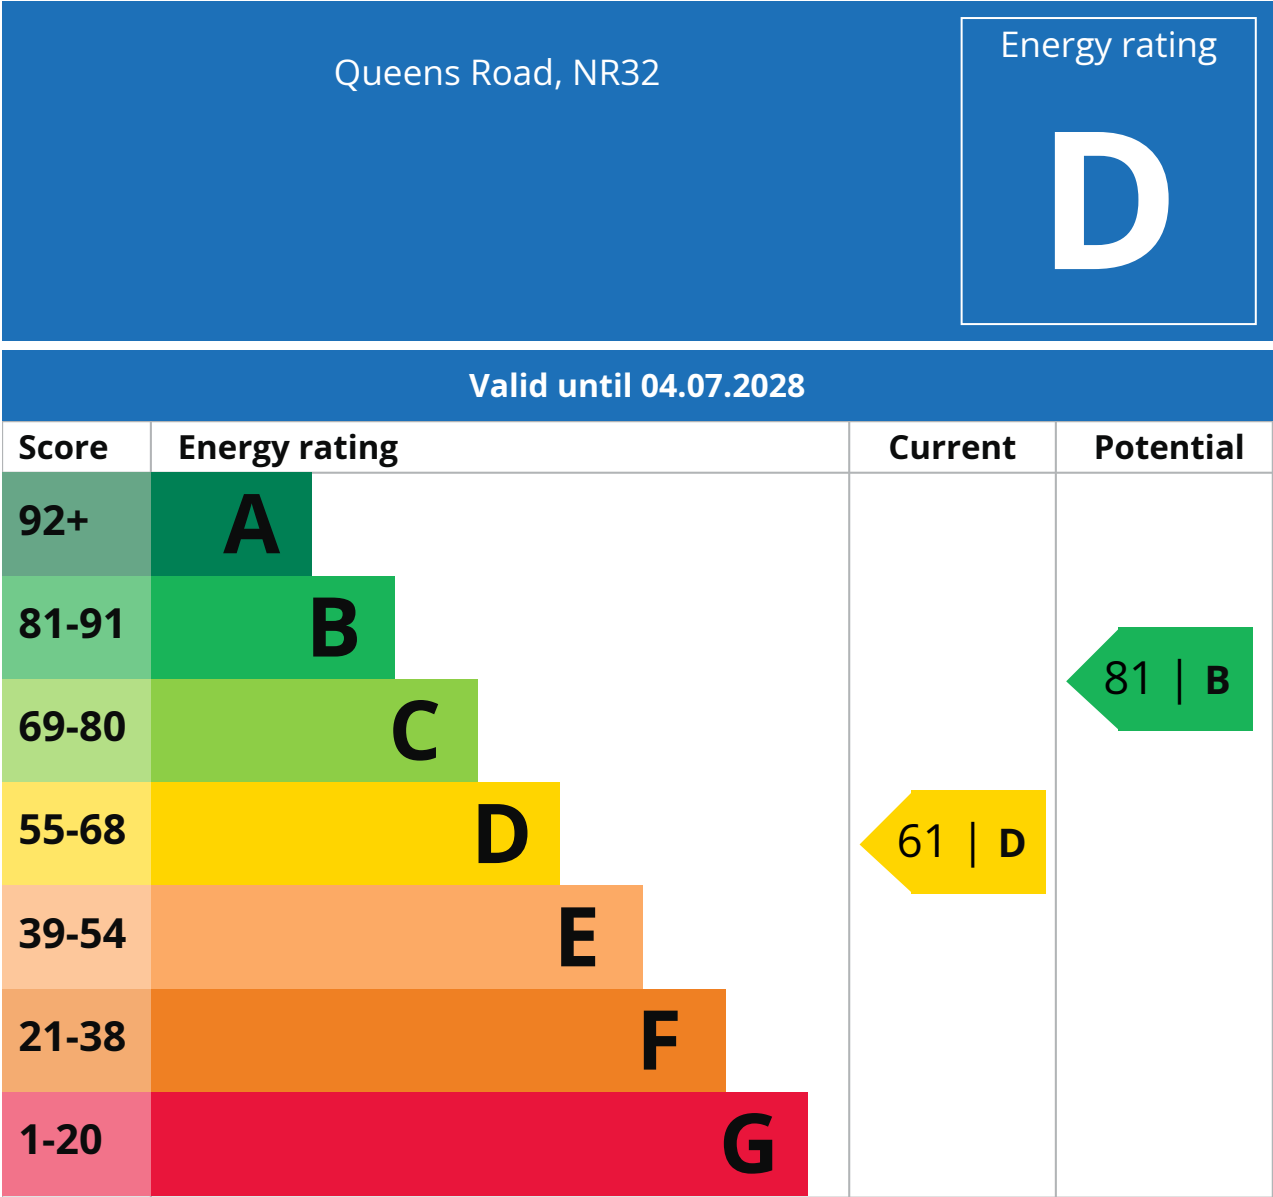 Queens Road, NR32
Energy rating
D
Valid until 04.07.2028
Score Energy rating Current Potential
92+ A
81-91 B
81 | B
69-80 C
55-68 D
61 | D
39-54 E
21-38 F
1-20 G